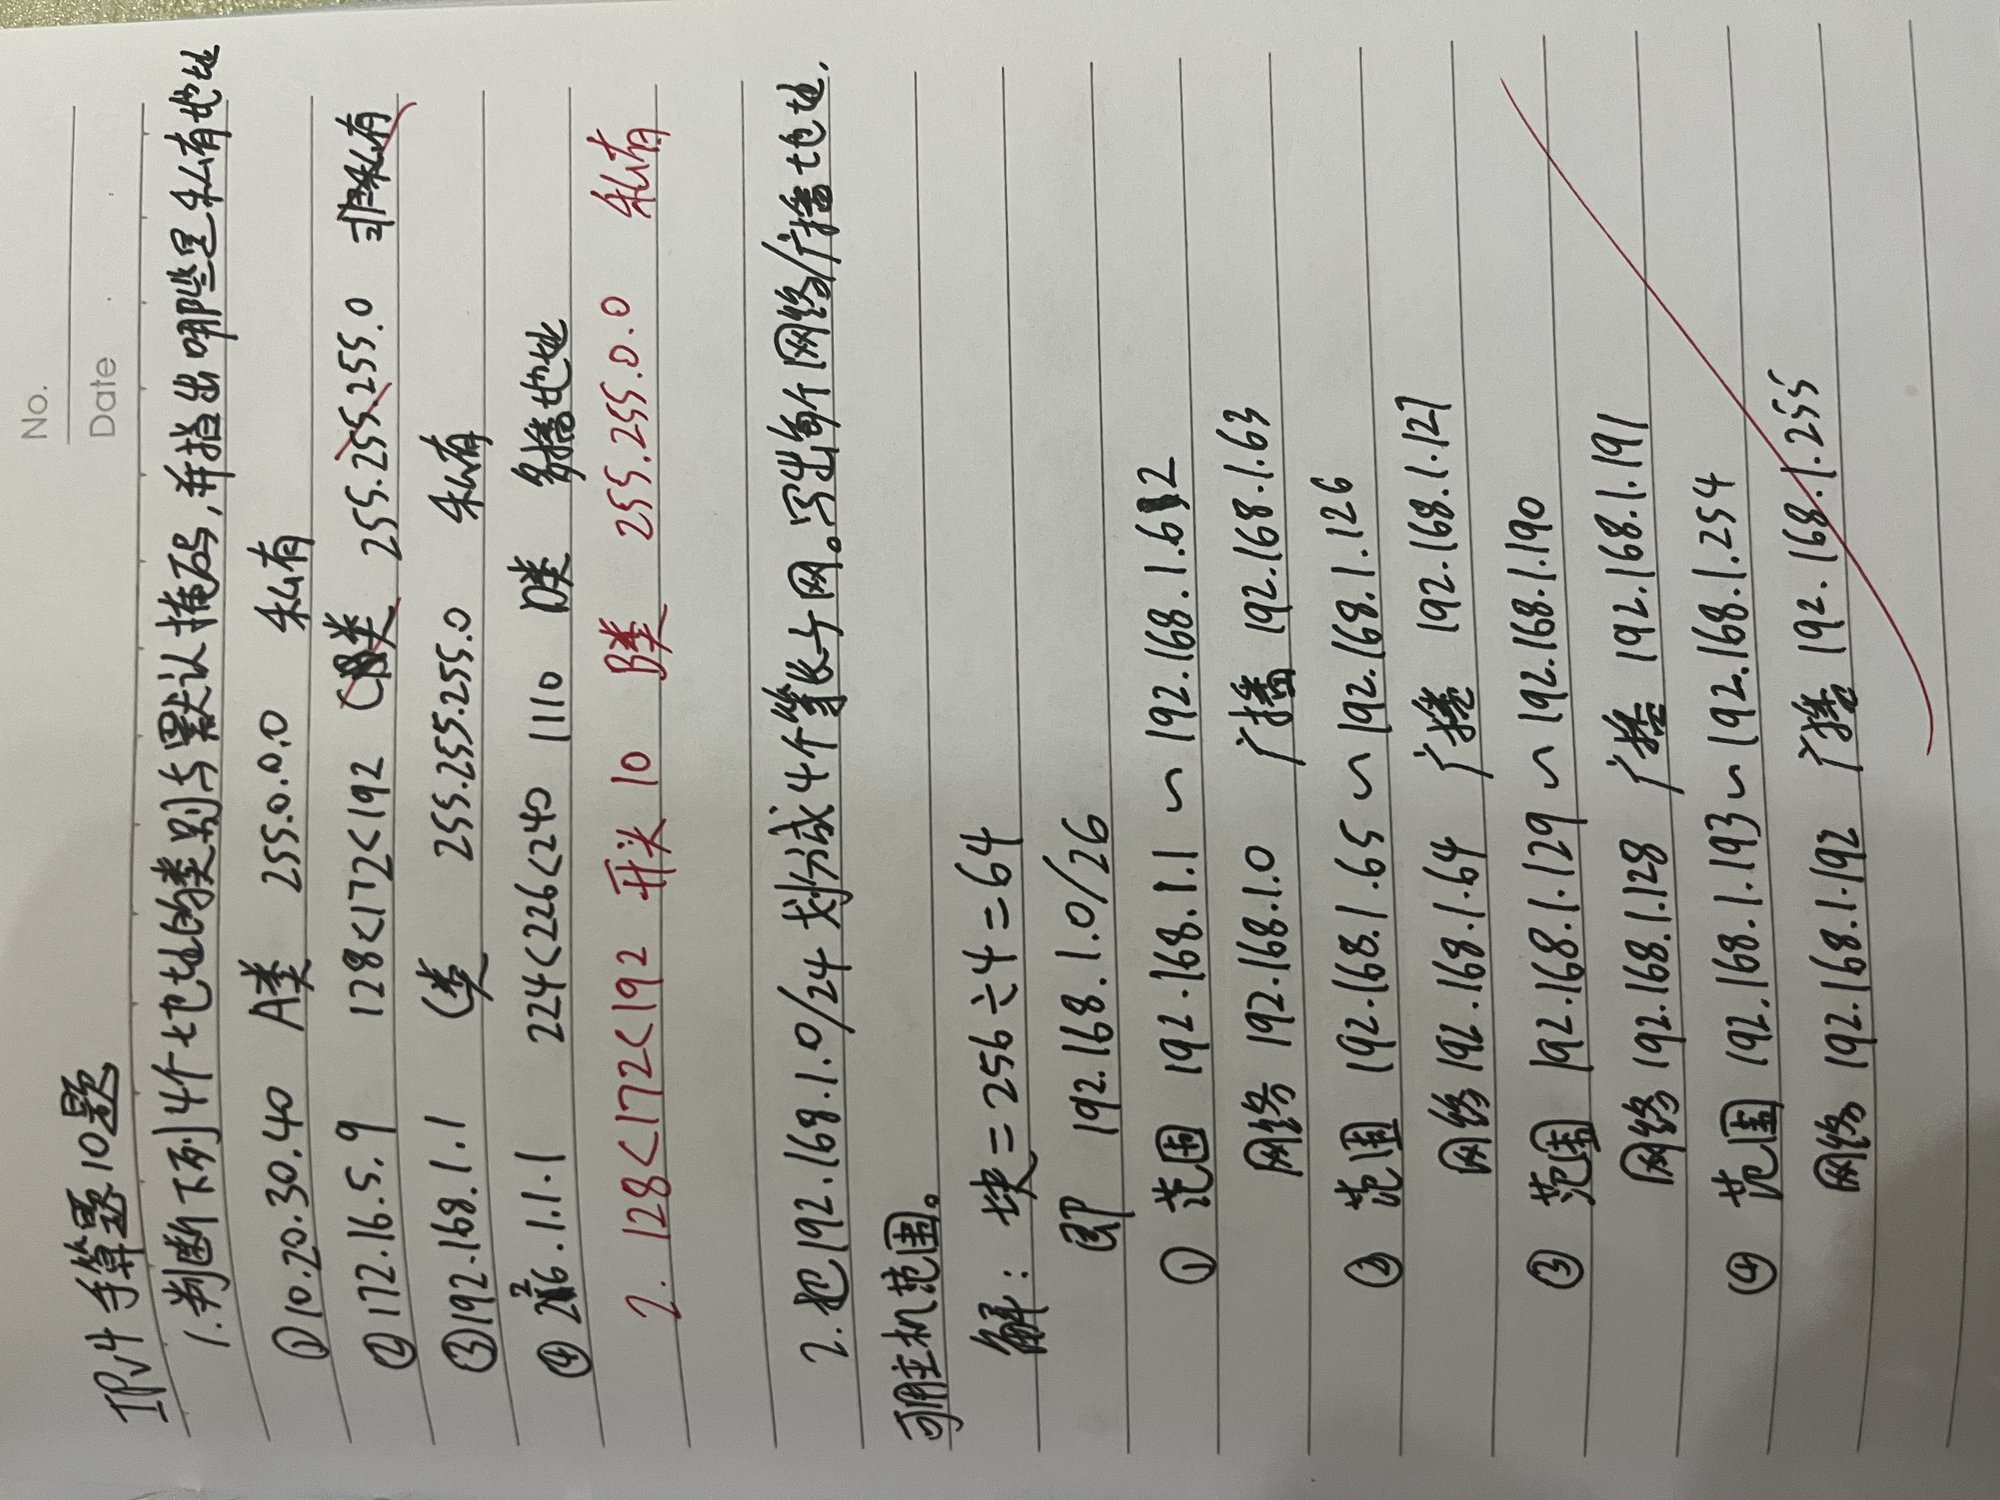 No.
Date
IPv4 手算题 10题
1.判断下列4个地址的类别与默认掩码,并指出哪些是私有地址
①10.20.30.40 A类 255.0.0.0 私有
②172.16.5.9 128<172<192 C类 255.255.255.0 非私有
③192.168.1.1 C类 255.255.255.0 私有
④226.1.1.1 224<226<240 1110 D类 多播地址
2. 128<172<192 开头 10 B类 255.255.0.0 私有
2.把192.168.1.0/24 划分成4个等长子网。写出每个网络/广播地址,
可用主机范围。
解: 块=256÷4=64
即 192.168.1.0/26
① 范围 192.168.1.1 ~ 192.168.1.62
网络 192.168.1.0 广播 192.168.1.63
② 范围 192.168.1.65 ~ 192.168.1.126
网络 192.168.1.64 广播 192.168.1.127
③ 范围 192.168.1.129 ~ 192.168.1.190
网络 192.168.1.128 广播 192.168.1.191
④ 范围 192.168.1.193 ~ 192.168.1.254
网络 192.168.1.192 广播 192.168.1.255